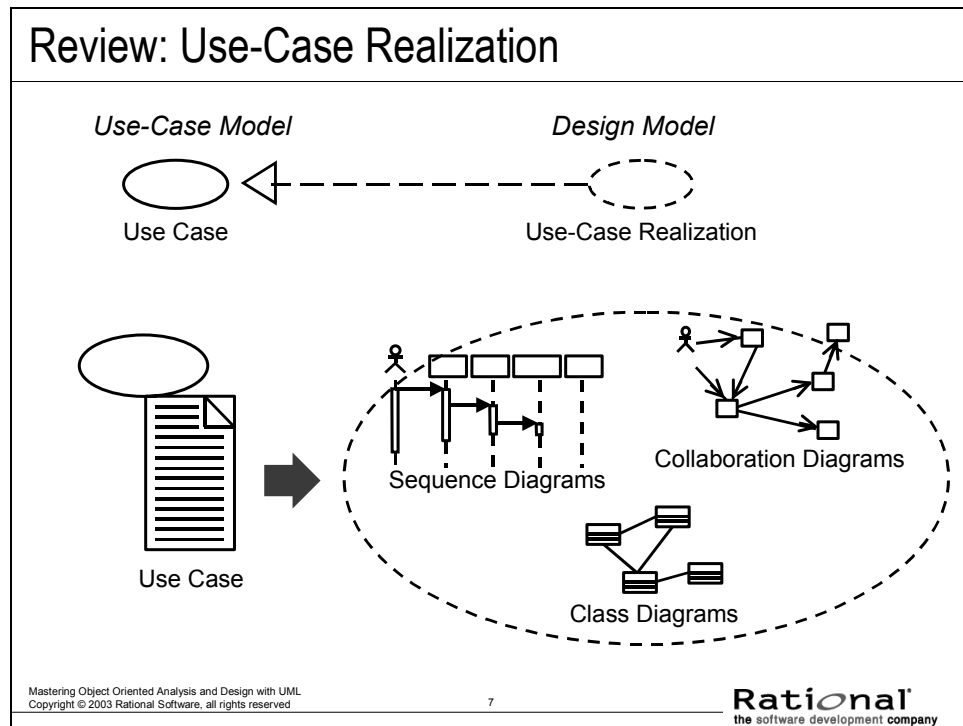 Review: Use-Case Realization
Use-Case Model
Design Model
Use Case
Use-Case Realization
Sequence Diagrams
Collaboration Diagrams
Use Case
Class Diagrams
Mastering Object Oriented Analysis and Design with UML
Copyright © 2003 Rational Software, all rights reserved
7
Rational
the software development company